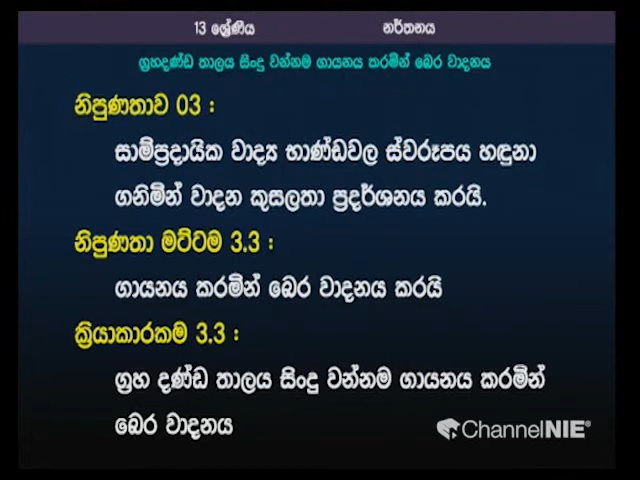 13 ශ්‍රේණිය නර්තනය
ග්‍රහදණ්ඩ තාලය සිංදු වන්නම ගායනය කරමින් බෙර වාදනය
නිපුණතාව 03 :
සාම්ප්‍රදායික වාද්‍ය භාණ්ඩවල ස්වරූපය හඳුනා
ගනිමින් වාදන කුසලතා ප්‍රදර්ශනය කරයි.
නිපුණතා මට්ටම 3.3 :
ගායනය කරමින් බෙර වාදනය කරයි
ක්‍රියාකාරකම 3.3 :
ග්‍රහ දණ්ඩ තාලය සිංදු වන්නම ගායනය කරමින්
බෙර වාදනය
ChannelNIE®